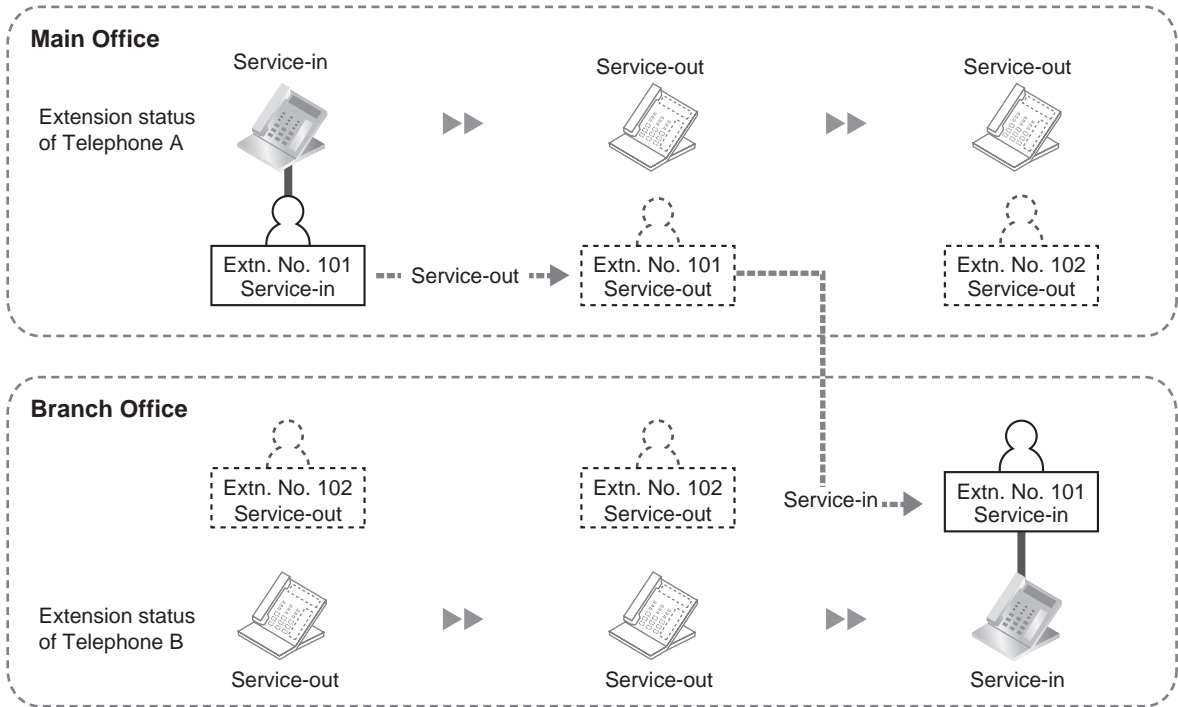 Main Office
Service-in
Service-out
Service-out
Extension status
of Telephone A
Extn. No. 101
Service-in
Service-out
Extn. No. 101
Service-out
Extn. No. 102
Service-out
Branch Office
Extn. No. 102
Service-out
Extn. No. 102
Service-out
Service-in
Extn. No. 101
Service-in
Extension status
of Telephone B
Service-out
Service-out
Service-in